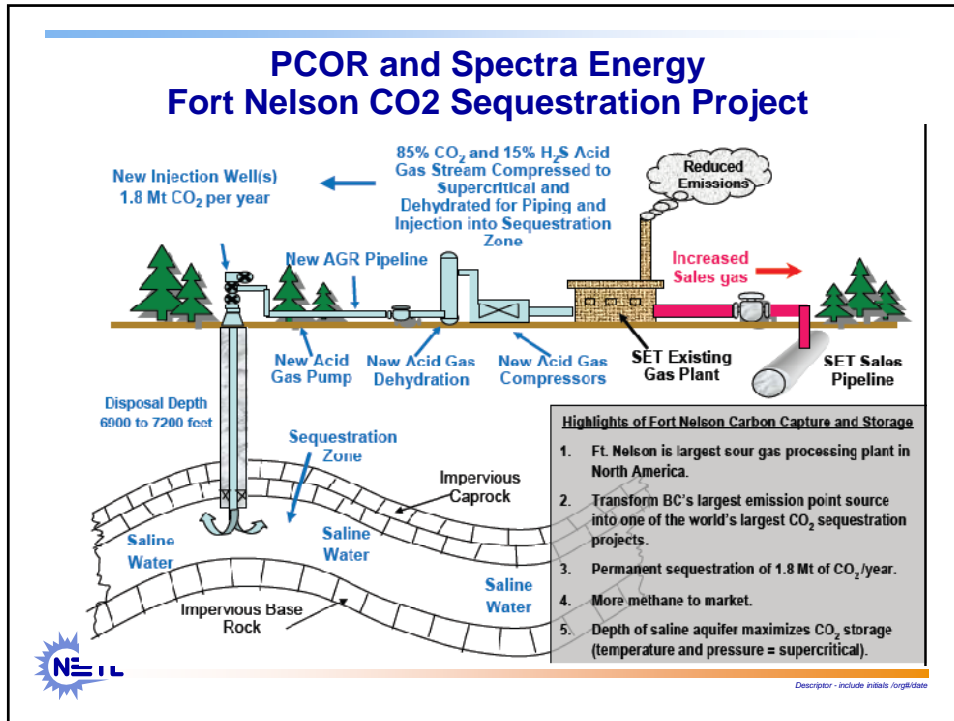 PCOR and Spectra Energy
Fort Nelson CO2 Sequestration Project
New Injection Well(s)
1.8 Mt CO₂ per year
85% CO₂ and 15% H₂S Acid
Gas Stream Compressed to
Supercritical and
Dehydrated for Piping and
Injection into Sequestration
Zone
Reduced
Emissions
New AGR Pipeline
Increased
Sales gas
New Acid
Gas Pump
New Acid Gas
Dehydration
New Acid Gas
Compressors
SET Existing
Gas Plant
SET Sales
Pipeline
Disposal Depth
6900 to 7200 feet
Sequestration
Zone
Impervious
Caprock
Saline
Water
Saline
Water
Saline
Water
Impervious Base
Rock
Highlights of Fort Nelson Carbon Capture and Storage
1. Ft. Nelson is largest sour gas processing plant in
North America.
2. Transform BC's largest emission point source
into one of the world's largest CO₂ sequestration
projects.
3. Permanent sequestration of 1.8 Mt of CO₂/year.
4. More methane to market.
5. Depth of saline aquifer maximizes CO₂ storage
(temperature and pressure = supercritical).
NETL
Descriptor - include initials /org#/date